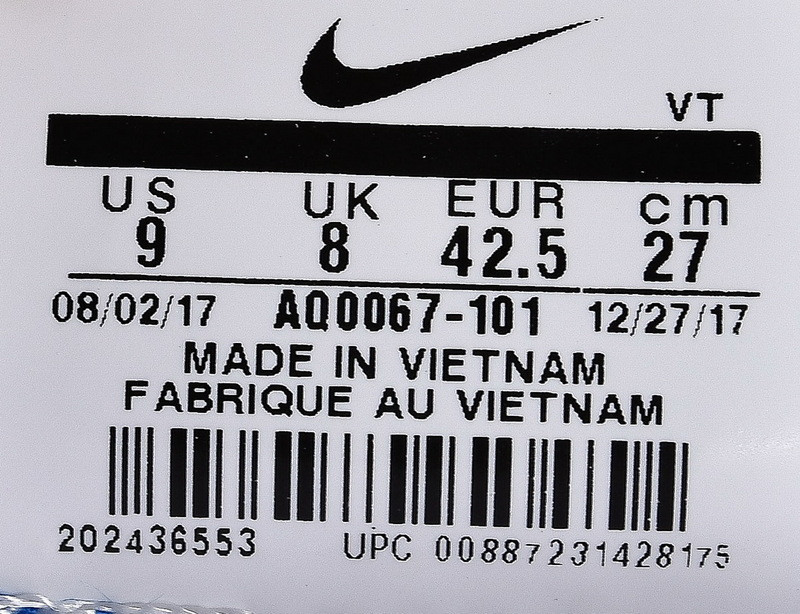 VT
US UK EUR cm
9 8 42.5 27
08/02/17 AQ0067-101 12/27/17
MADE IN VIETNAM
FABRIQUE AU VIETNAM
202436553 UPC 00887231428175